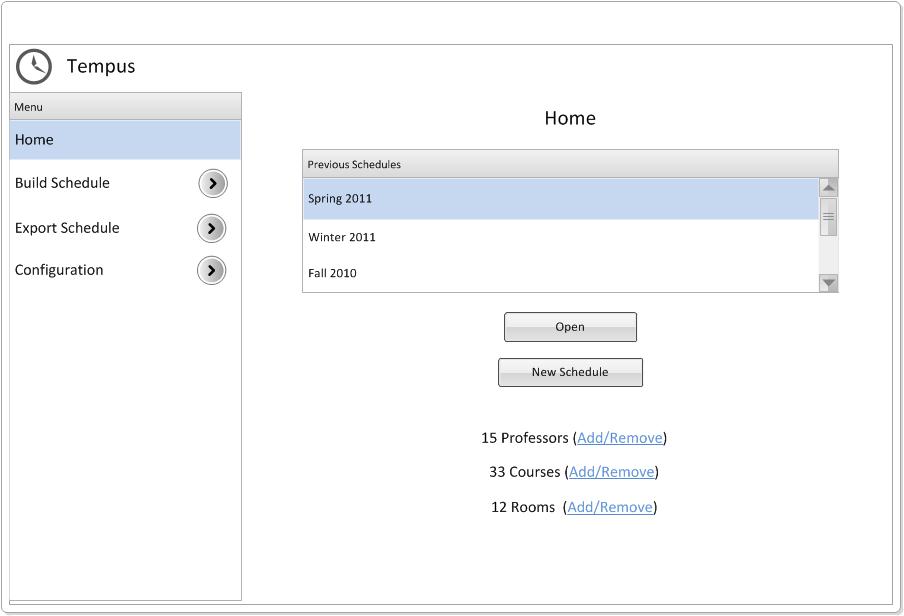 Tempus
Menu
Home
Build Schedule
Export Schedule
Configuration
Home
Previous Schedules
Spring 2011
Winter 2011
Fall 2010
Open
New Schedule
15 Professors (Add/Remove)
33 Courses (Add/Remove)
12 Rooms (Add/Remove)